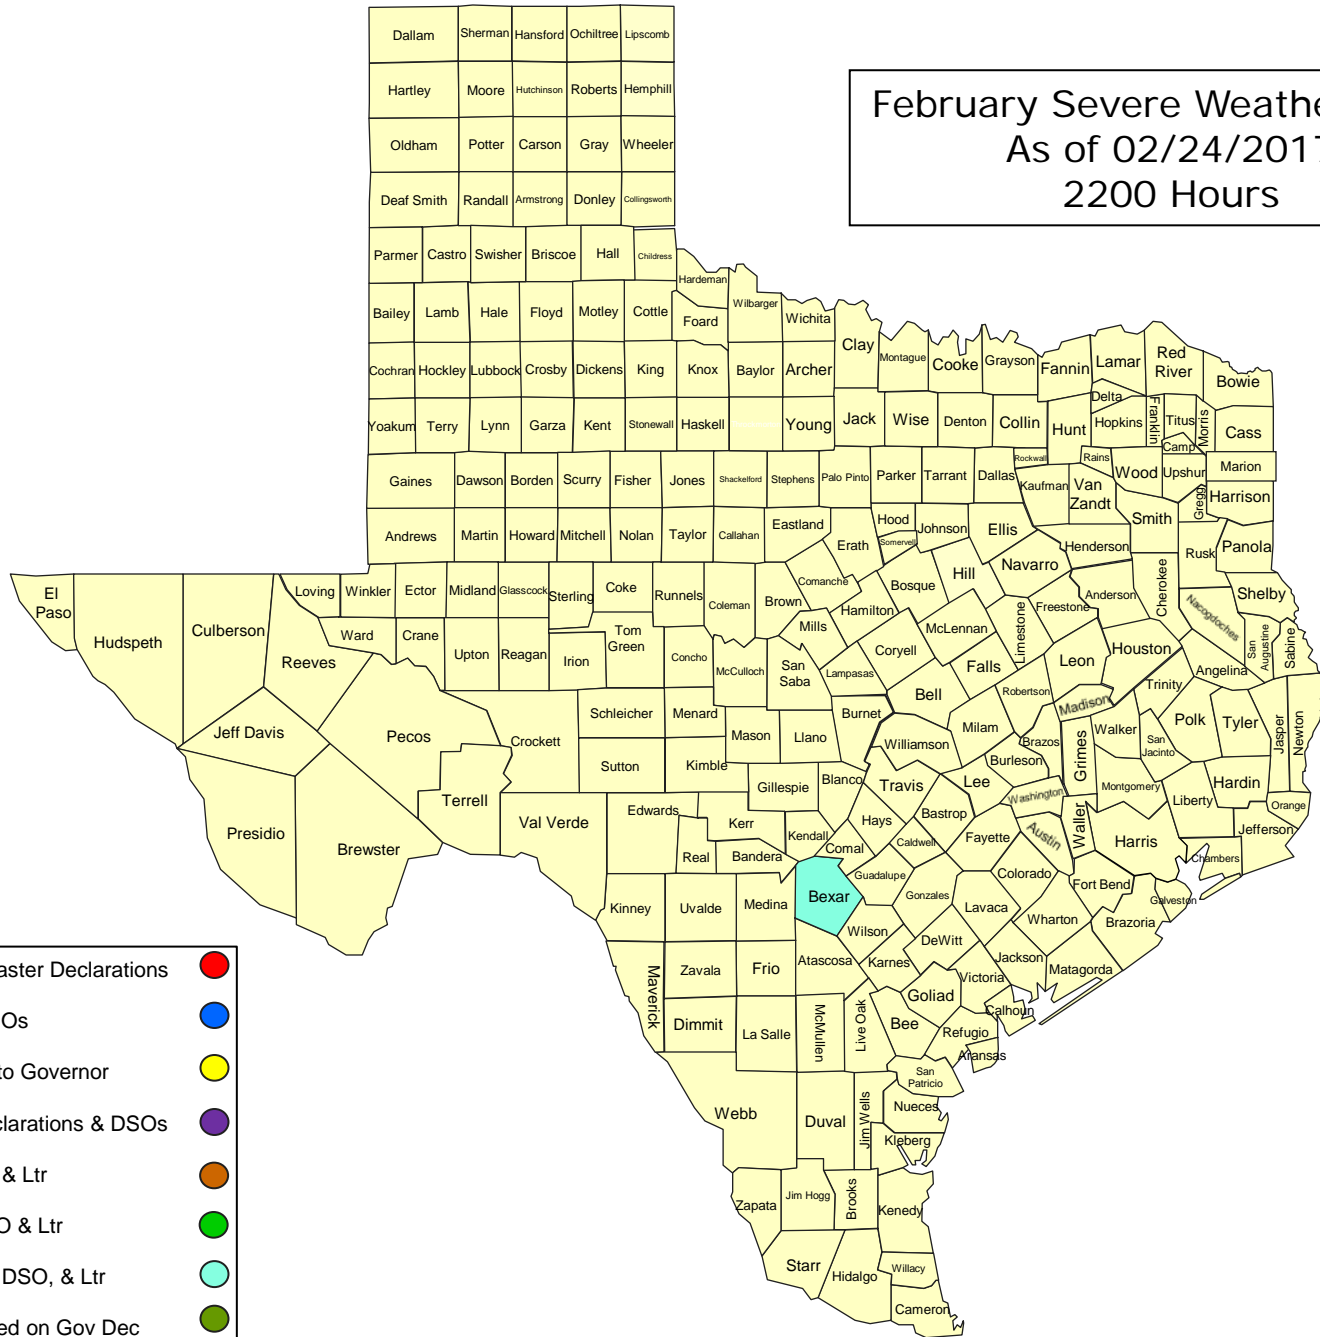 Dallam Sherman Hansford Ochiltree Lipscomb
Hartley Moore Hutchinson Roberts Hemphill
February Severe Weathe
As of 02/24/2017
2200 Hours
Oldham Potter Carson Gray Wheeler
Deaf Smith Randall Armstrong Donley Collingsworth
Parmer Castro Swisher Briscoe Hall Childress
Hardeman
Wilbarger
Bailey Lamb Hale Floyd Motley Cottle Foard Wichita
Clay Montague Cooke Grayson Fannin Lamar
Red
River
Bowie
Cochran Hockley Lubbock Crosby Dickens King Knox Baylor Archer
Delta
Yoakum Terry Lynn Garza Kent Stonewall Haskell Young Jack Wise Denton Collin Hunt Hopkins Franklin Titus Morris Cass
Camp
Rockwall Rains
Gaines Dawson Borden Scurry Fisher Jones Shackelford Stephens Palo Pinto Parker Tarrant Dallas Kaufman
Van
Zandt
Wood Upshur Marion
Gregg Harrison
Andrews Martin Howard Mitchell Nolan Taylor Callahan Eastland Erath Hood Somervell Johnson Ellis Henderson Smith Rusk Panola
El
Paso
Hudspeth Culberson Loving Winkler Ector Midland Glasscock Sterling Coke Runnels Coleman Brown Comanche Hamilton Bosque Hill Navarro Freestone Anderson Cherokee Nacogdoches Shelby
Reeves Ward Crane Upton Reagan Irion
Tom
Green
Concho McCulloch
San
Saba
Mills Lampasas Coryell McLennan Limestone Falls Leon Houston Angelina
San
Augustine
Sabine
Jeff Davis Pecos Crockett Schleicher Menard Mason Llano Burnet Bell Milam Robertson Madison Trinity Walker
San
Jacinto
Polk Tyler Jasper Newton
Sutton Kimble Gillespie Blanco Williamson Travis Lee Burleson Brazos Grimes Washington Montgomery Liberty Hardin Orange
Presidio Brewster Terrell Val Verde Edwards Kerr Real Bandera Kendall Comal Hays Caldwell Bastrop Fayette Austin Waller Harris Chambers Jefferson
Kinney Uvalde Medina Bexar Guadalupe Gonzales Lavaca Colorado Fort Bend Galveston
Wilson DeWitt Wharton Brazoria
Maverick Zavala Frio Atascosa Karnes Goliad Victoria Jackson Matagorda
Dimmit La Salle McMullen Live Oak Bee Refugio Calhoun
Aransas
San
Patricio
Webb Duval Jim Wells Nueces
Kleberg
Zapata Jim Hogg Brooks Kenedy
Starr Hidalgo Willacy
Cameron
aster Declarations
Os
to Governor
clarations & DSOs
& Ltr
O & Ltr
DSO, & Ltr
ed on Gov Dec